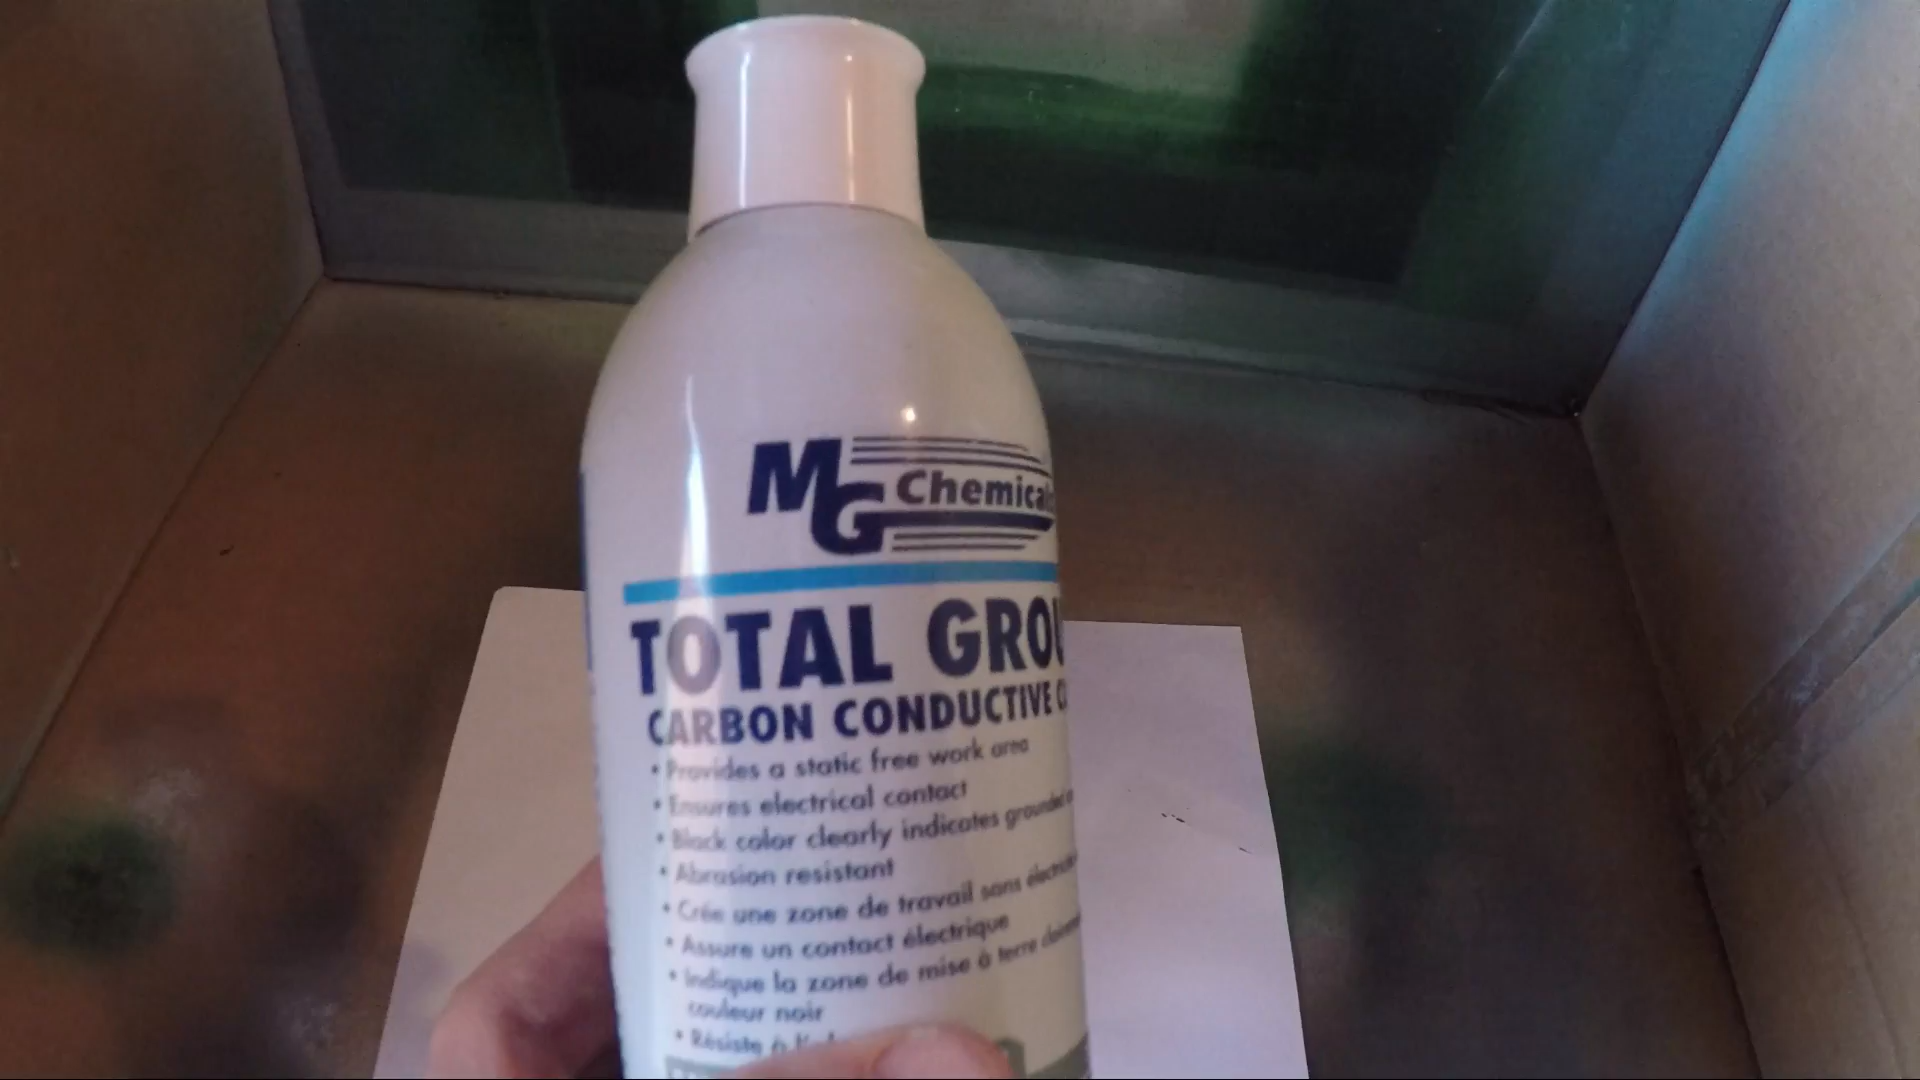 MG Chemical
TOTAL GROU
CARBON CONDUCTIVE C
• Provides a static free work area
• Ensures electrical contact
• Black color clearly indicates grounded
• Abrasion resistant
• Crée une zone de travail sans
• Assure un contact électrique
• Indique la zone de mise à terre
couleur noir
• Résiste à